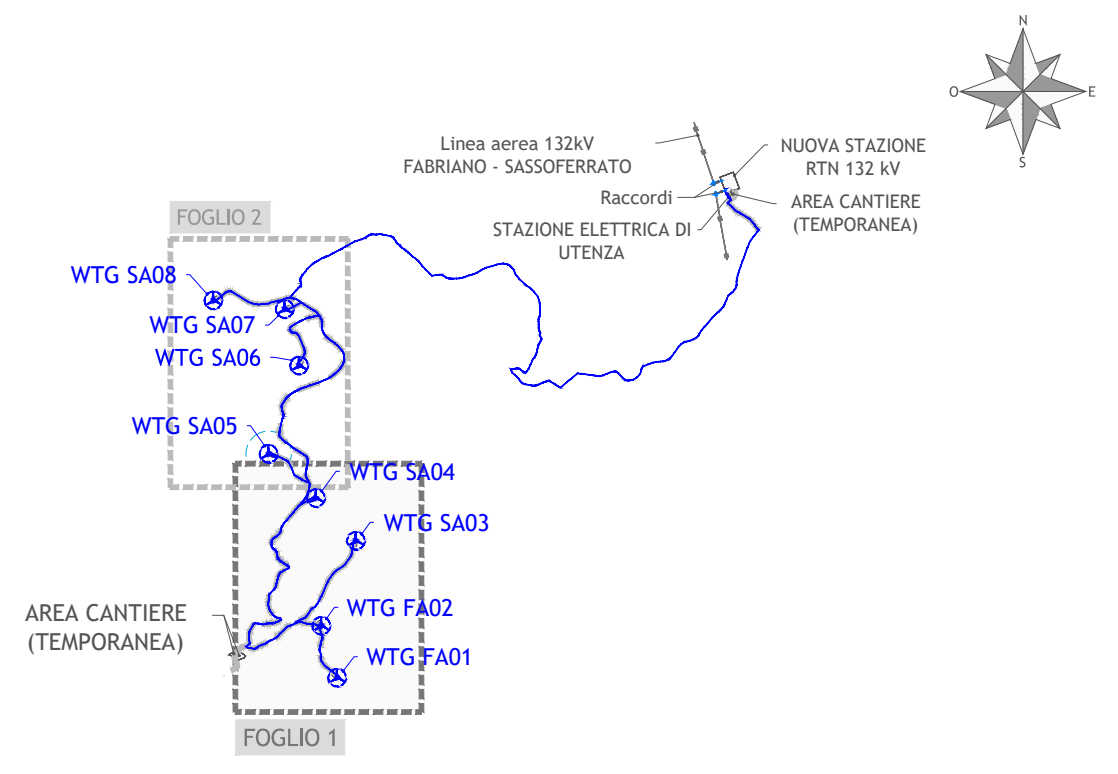 N
O
E
S
Linea aerea 132kV
FABRIANO - SASSOFERRATO
NUOVA STAZIONE
RTN 132 kV
Raccordi
AREA CANTIERE
(TEMPORANEA)
STAZIONE ELETTRICA DI
UTENZA
FOGLIO 2
WTG SA08
WTG SA07
WTG SA06
WTG SA05
WTG SA04
WTG SA03
WTG FA02
AREA CANTIERE
(TEMPORANEA)
WTG FA01
FOGLIO 1